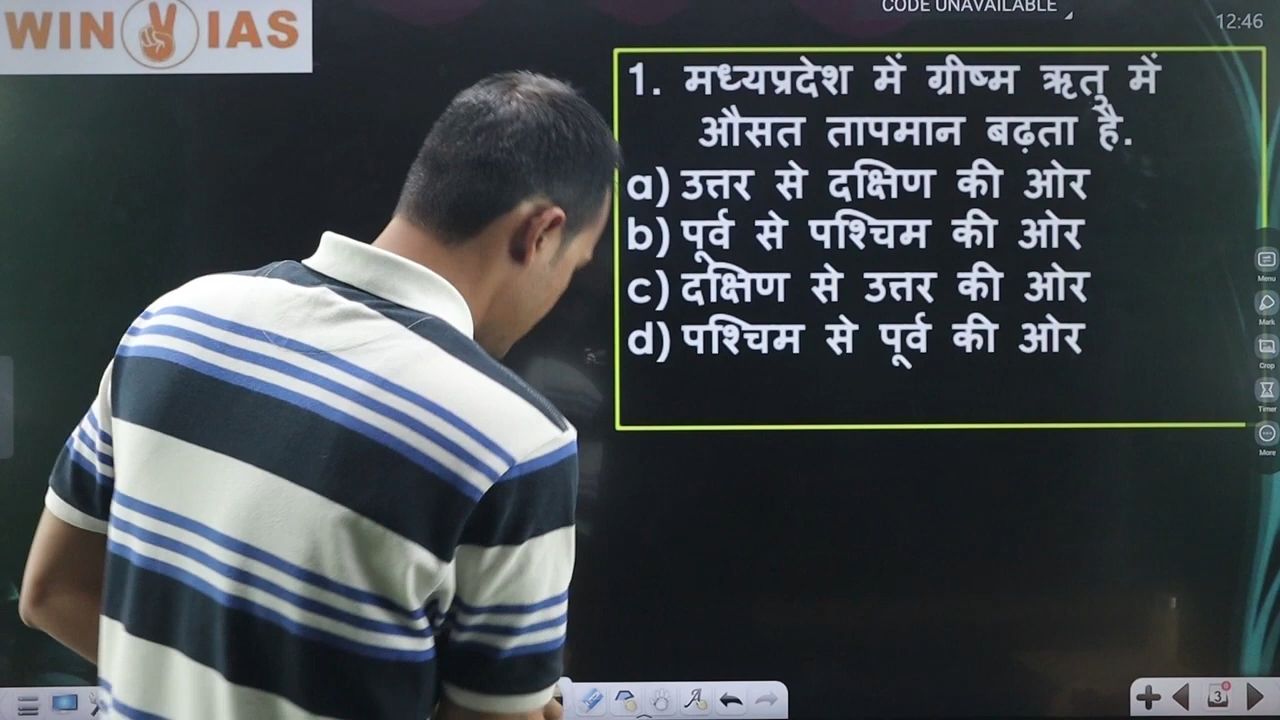 WIN IAS
CODE UNAVAILABLE
12:46
1. मध्यप्रदेश में ग्रीष्म ऋतु में
औसत तापमान बढ़ता है.
a) उत्तर से दक्षिण की ओर
b) पूर्व से पश्चिम की ओर
c) दक्षिण से उत्तर की ओर
d) पश्चिम से पूर्व की ओर
Menu
Mark
Crop
Timer
More
3